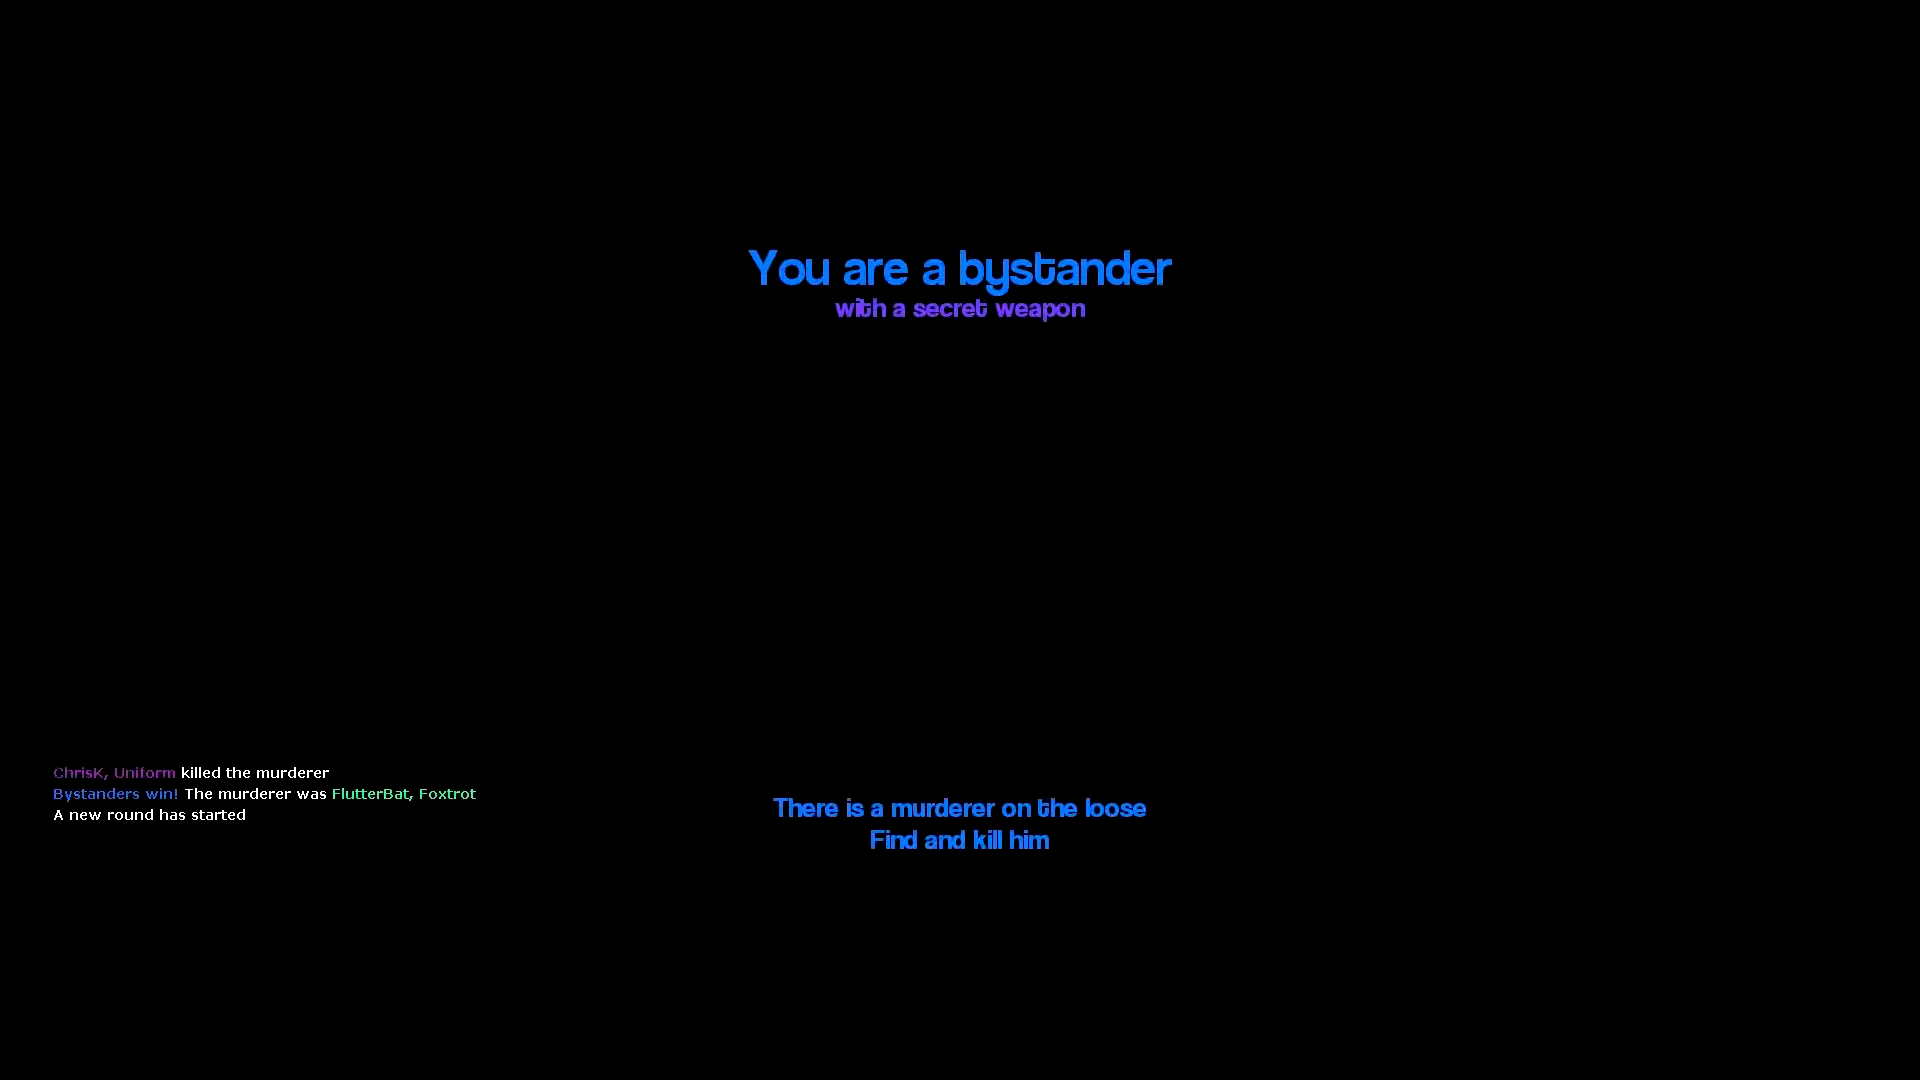 You are a bystander
with a secret weapon
ChrisK, Uniform killed the murderer
Bystanders win! The murderer was FlutterBat, Foxtrot
A new round has started
There is a murderer on the loose
Find and kill him